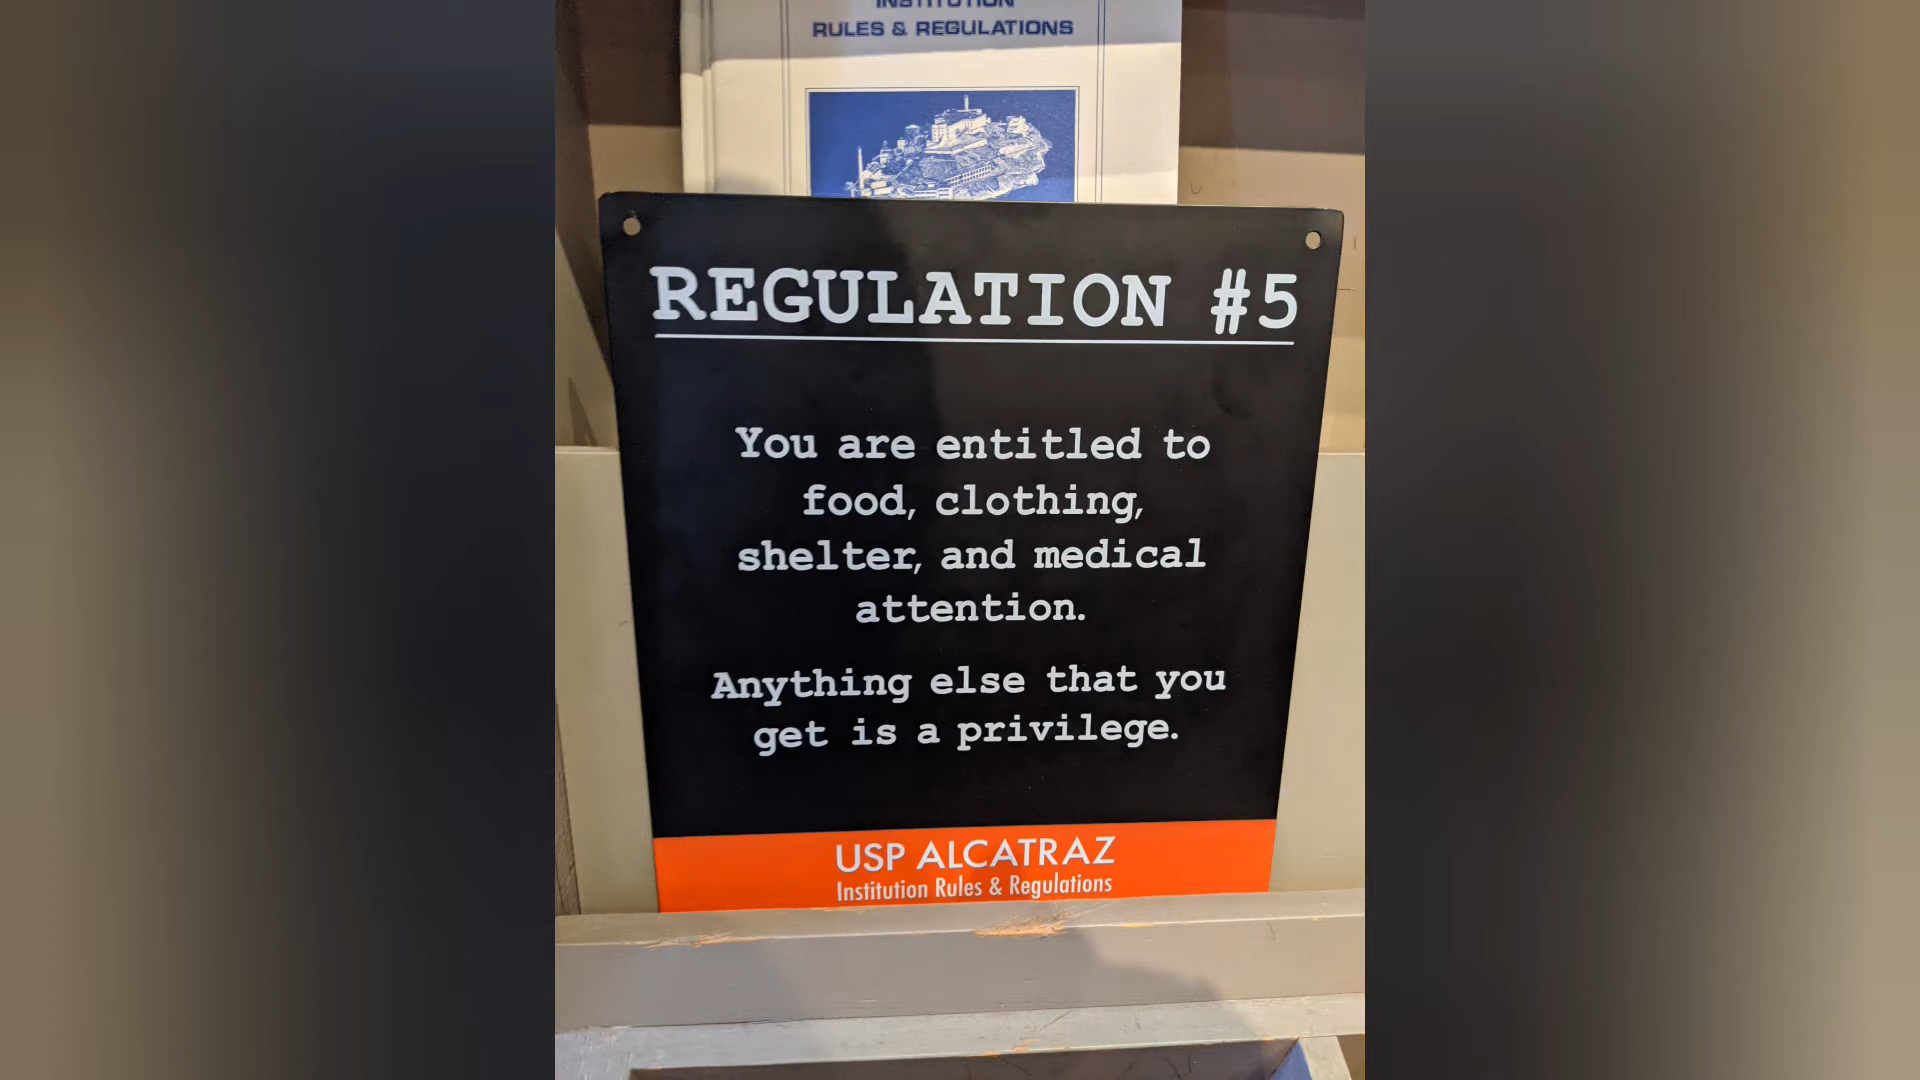 INSTITUTION
RULES & REGULATIONS
REGULATION #5
You are entitled to
food, clothing,
shelter, and medical
attention.
Anything else that you
get is a privilege.
USP ALCATRAZ
Institution Rules & Regulations